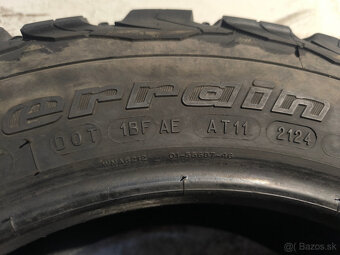 errain
DOT 1BF AE AT11 2124
© Bazos.sk